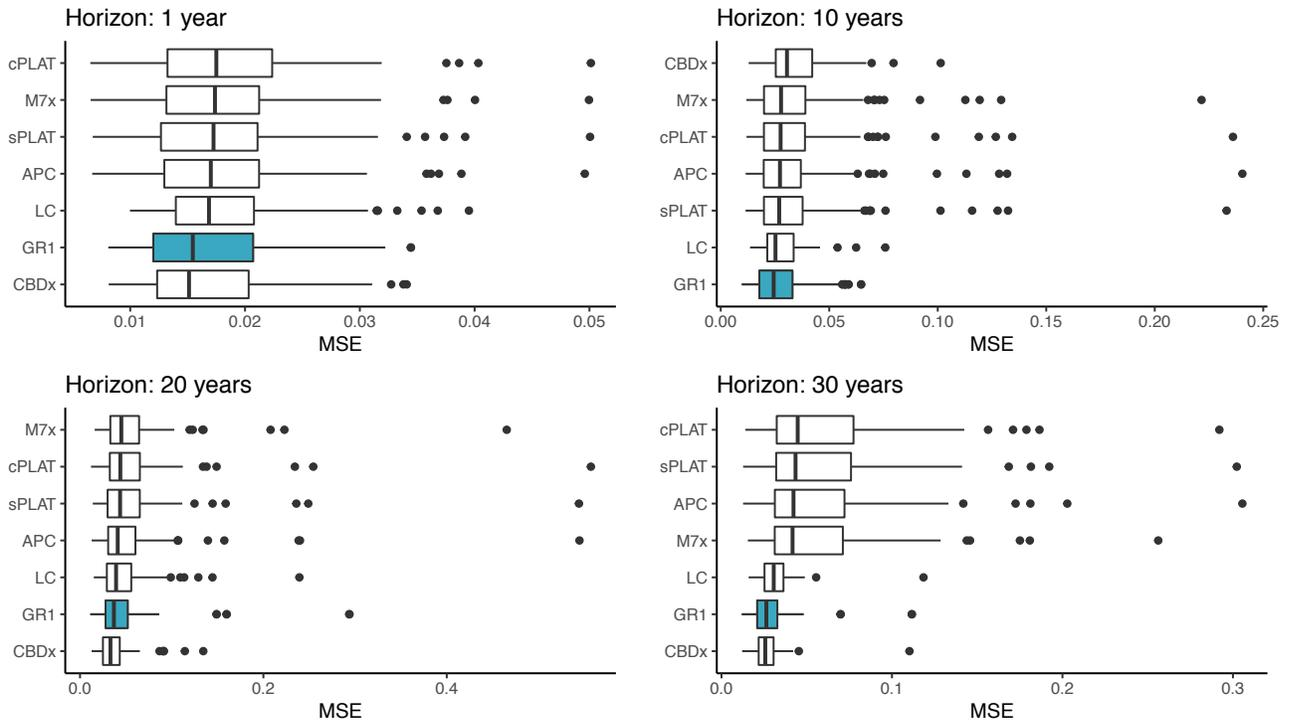 Horizon: 1 year
cPLAT
M7x
sPLAT
APC
LC
GR1
CBDx
0.01 0.02 0.03 0.04 0.05
MSE
Horizon: 10 years
CBDx
M7x
cPLAT
APC
sPLAT
LC
GR1
0.00 0.05 0.10 0.15 0.20 0.25
MSE
Horizon: 20 years
M7x
cPLAT
sPLAT
APC
LC
GR1
CBDx
0.0 0.2 0.4
MSE
Horizon: 30 years
cPLAT
sPLAT
APC
M7x
LC
GR1
CBDx
0.0 0.1 0.2 0.3
MSE